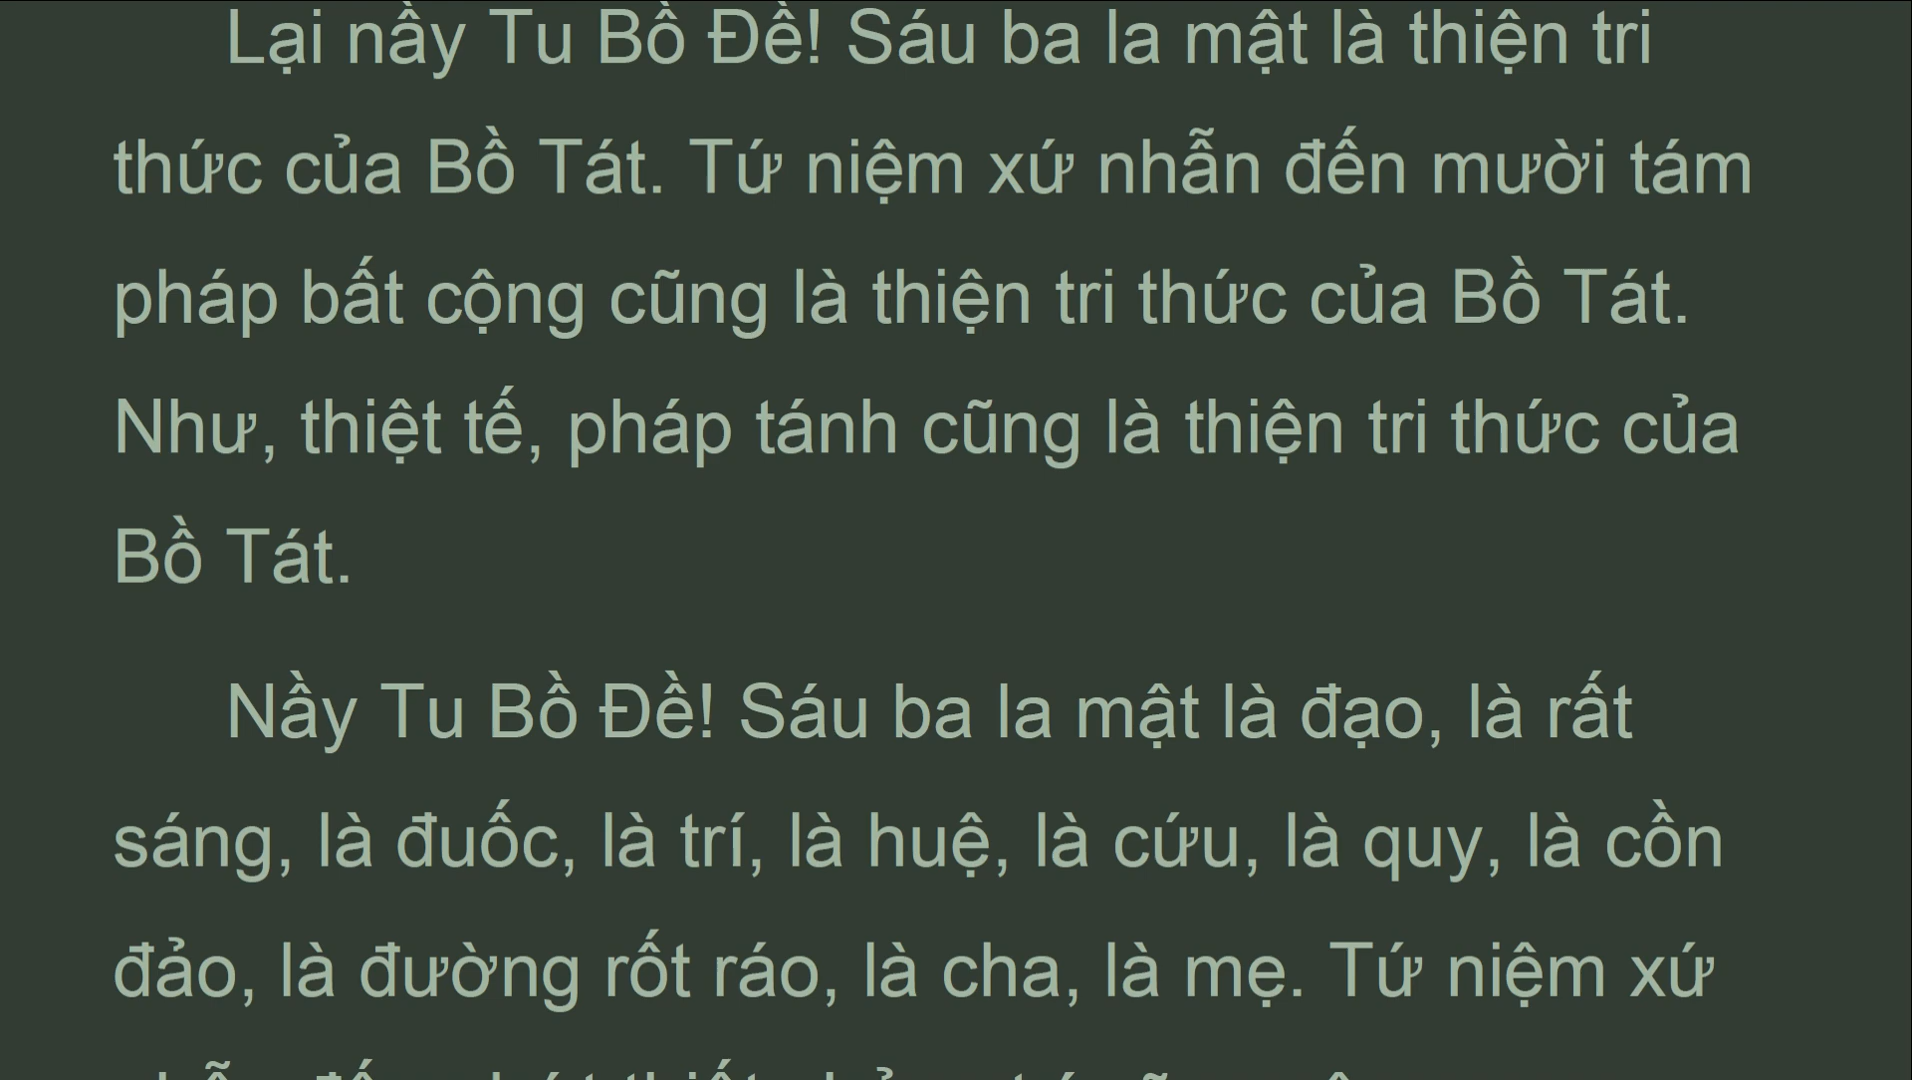 Lại nầy Tu Bồ Đề! Sáu ba la mật là thiện tri
thức của Bồ Tát. Tứ niệm xứ nhẫn đến mười tám
pháp bất cộng cũng là thiện tri thức của Bồ Tát.
Như, thiệt tế, pháp tánh cũng là thiện tri thức của
Bồ Tát.
Nầy Tu Bồ Đề! Sáu ba la mật là đạo, là rất
sáng, là đuốc, là trí, là huệ, là cứu, là quy, là cồn
đảo, là đường rốt ráo, là cha, là mẹ. Tứ niệm xứ